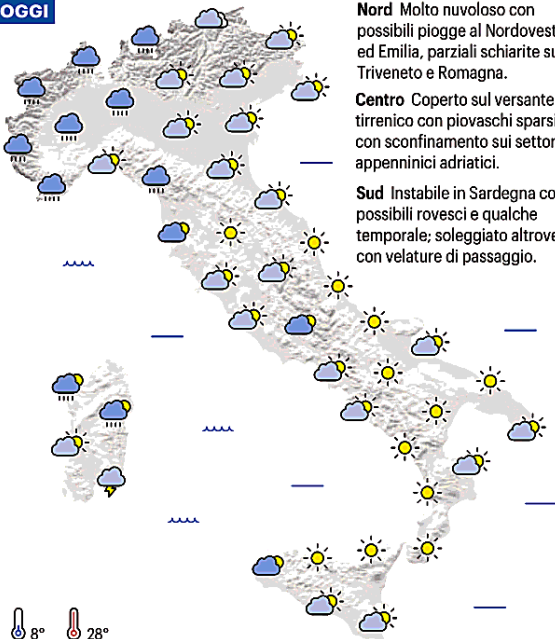 OGGI
Nord Molto nuvoloso con
possibili piogge al Nordovest
ed Emilia, parziali schiarite su
Triveneto e Romagna.
Centro Coperto sul versante
tirrenico con piovaschi sparsi
con sconfinamento sui settor
appenninici adriatici.
Sud Instabile in Sardegna co
possibili rovesci e qualche
temporale; soleggiato altrove
con velature di passaggio.
8° 28°